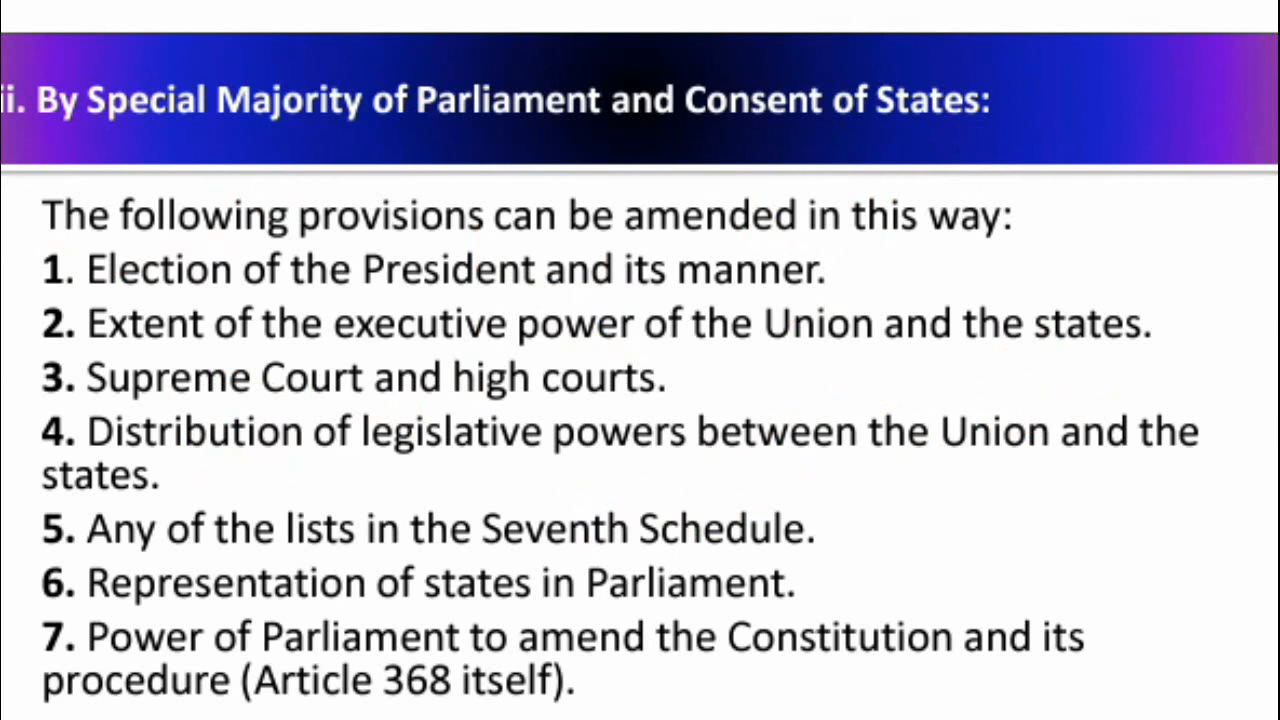 ii. By Special Majority of Parliament and Consent of States:
The following provisions can be amended in this way:
1. Election of the President and its manner.
2. Extent of the executive power of the Union and the states.
3. Supreme Court and high courts.
4. Distribution of legislative powers between the Union and the
states.
5. Any of the lists in the Seventh Schedule.
6. Representation of states in Parliament.
7. Power of Parliament to amend the Constitution and its
procedure (Article 368 itself).